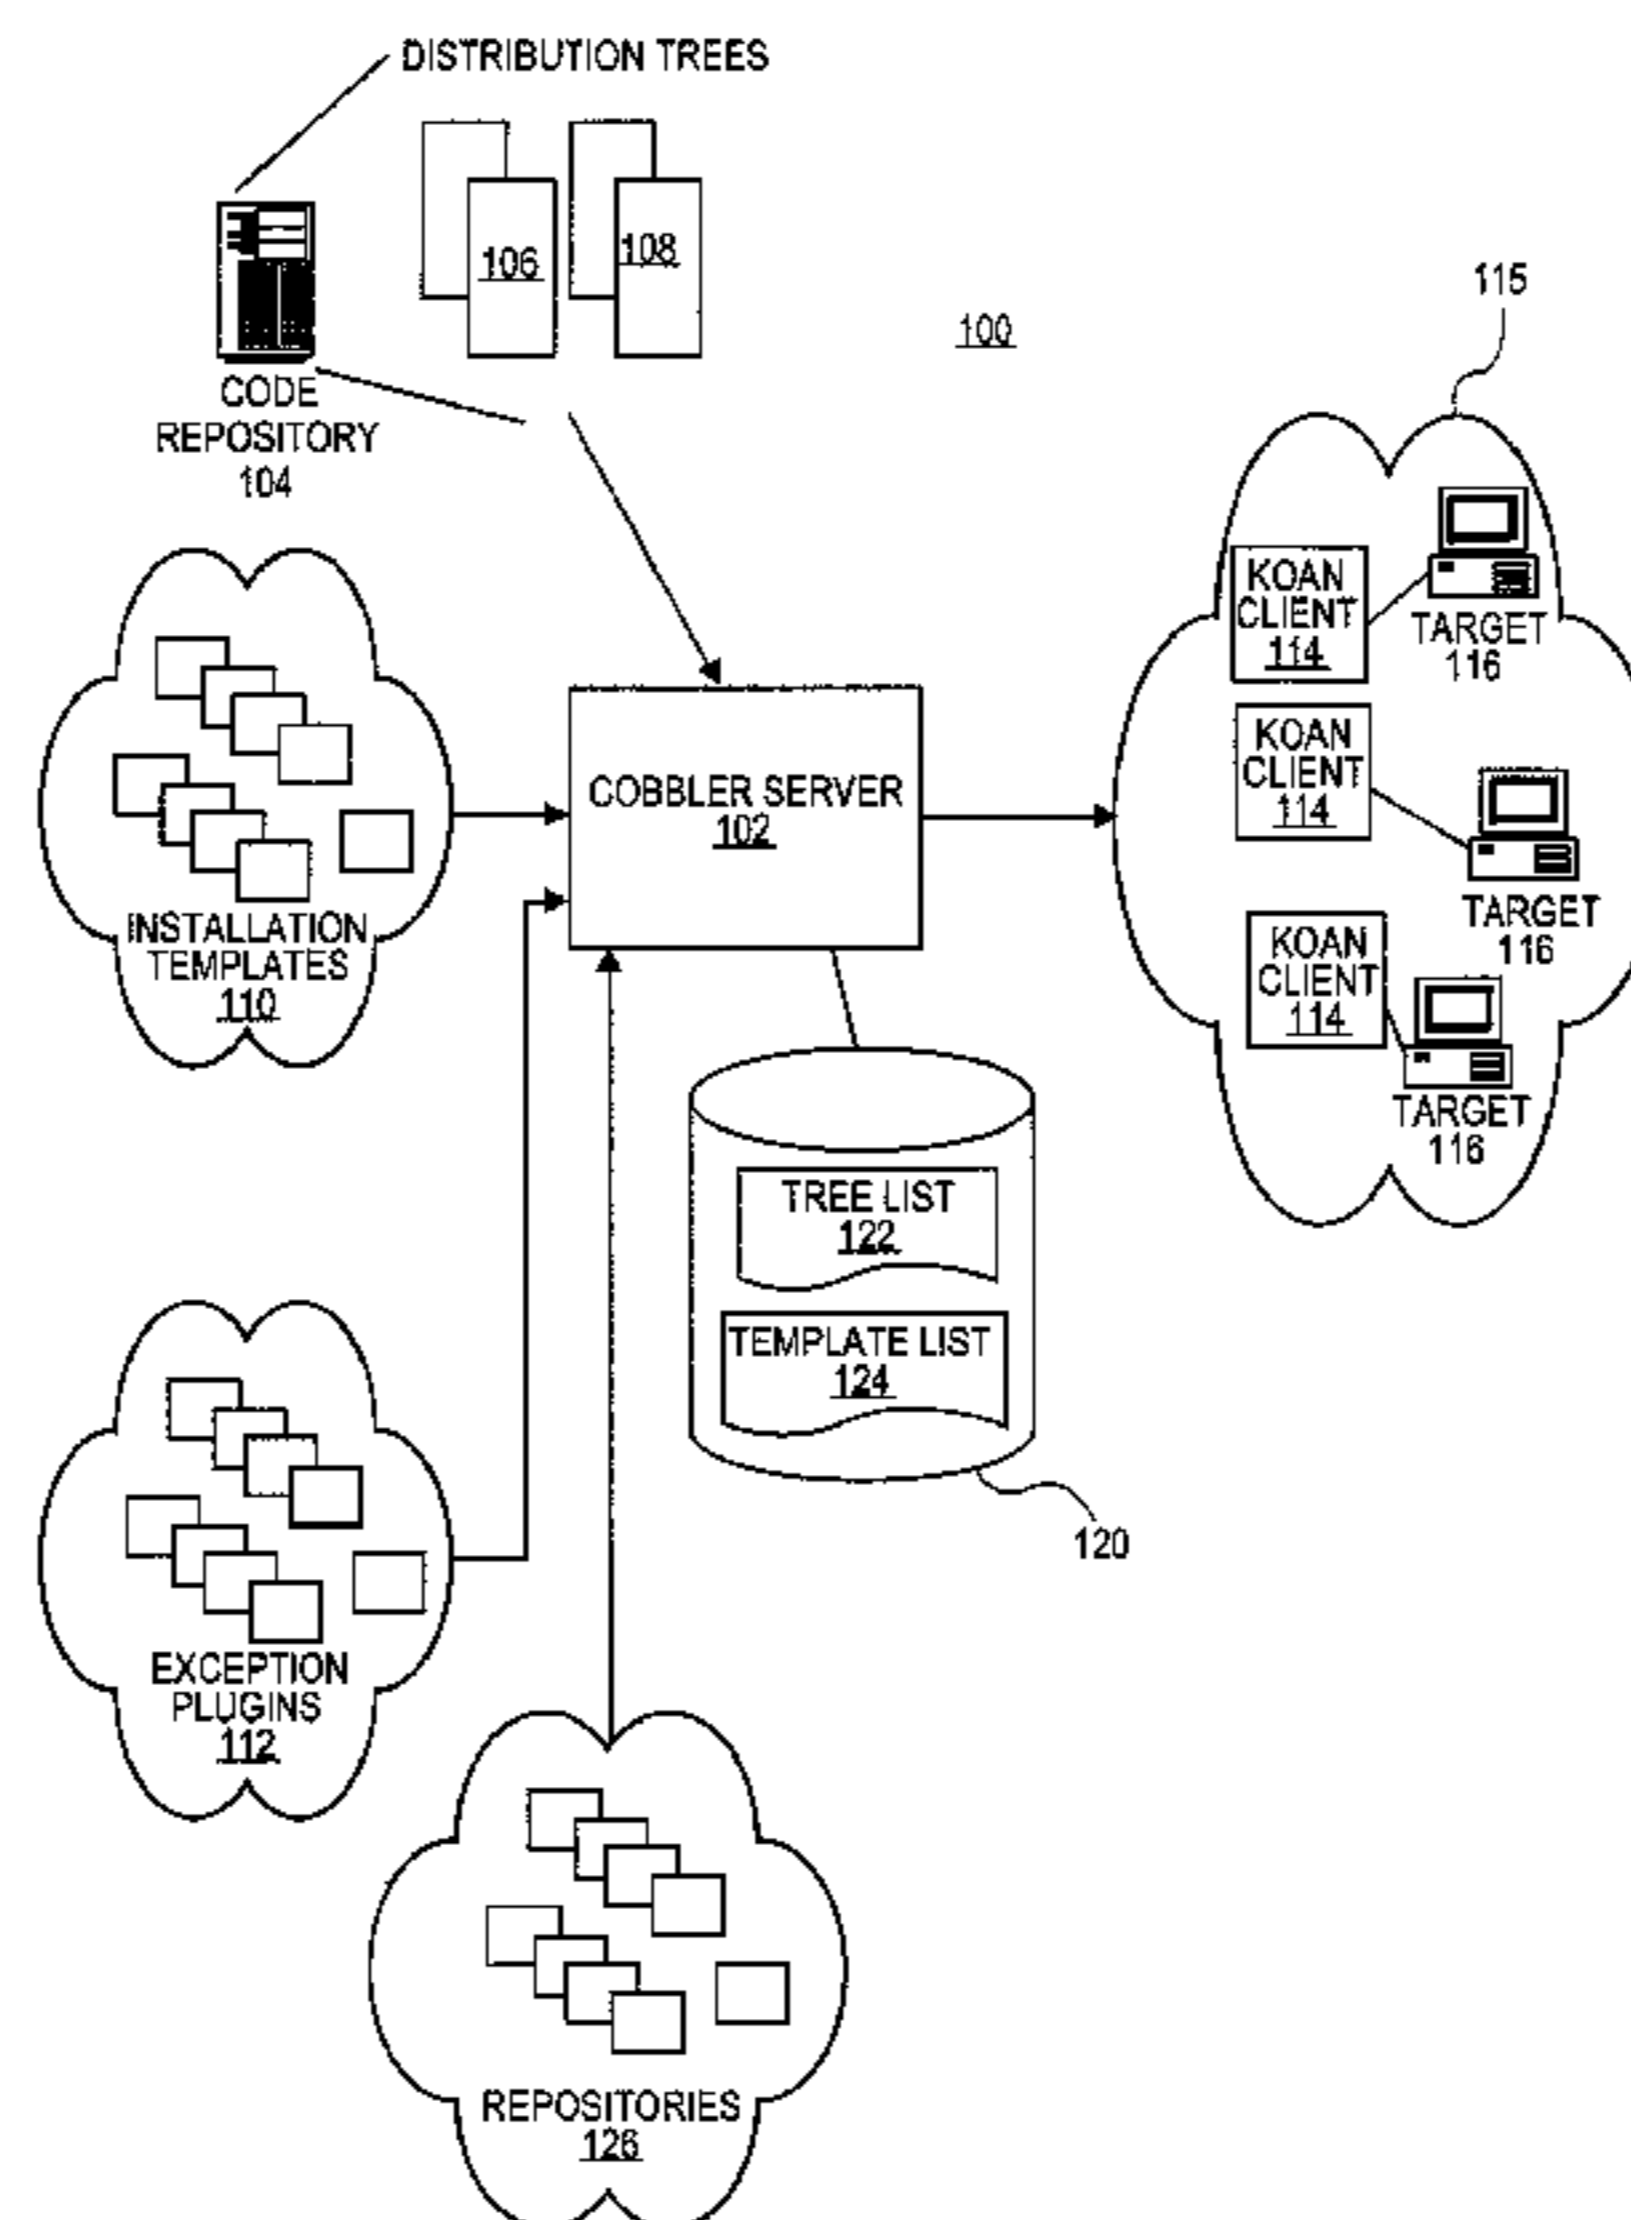 DISTRIBUTION TREES
106
108
100
115
CODE
REPOSITORY
104
KOAN
CLIENT
114
TARGET
116
KOAN
CLIENT
114
TARGET
116
KOAN
CLIENT
114
TARGET
116
COBBLER SERVER
102
INSTALLATION
TEMPLATES
110
TREE LIST
122
TEMPLATE LIST
124
120
EXCEPTION
PLUGINS
112
REPOSITORIES
126